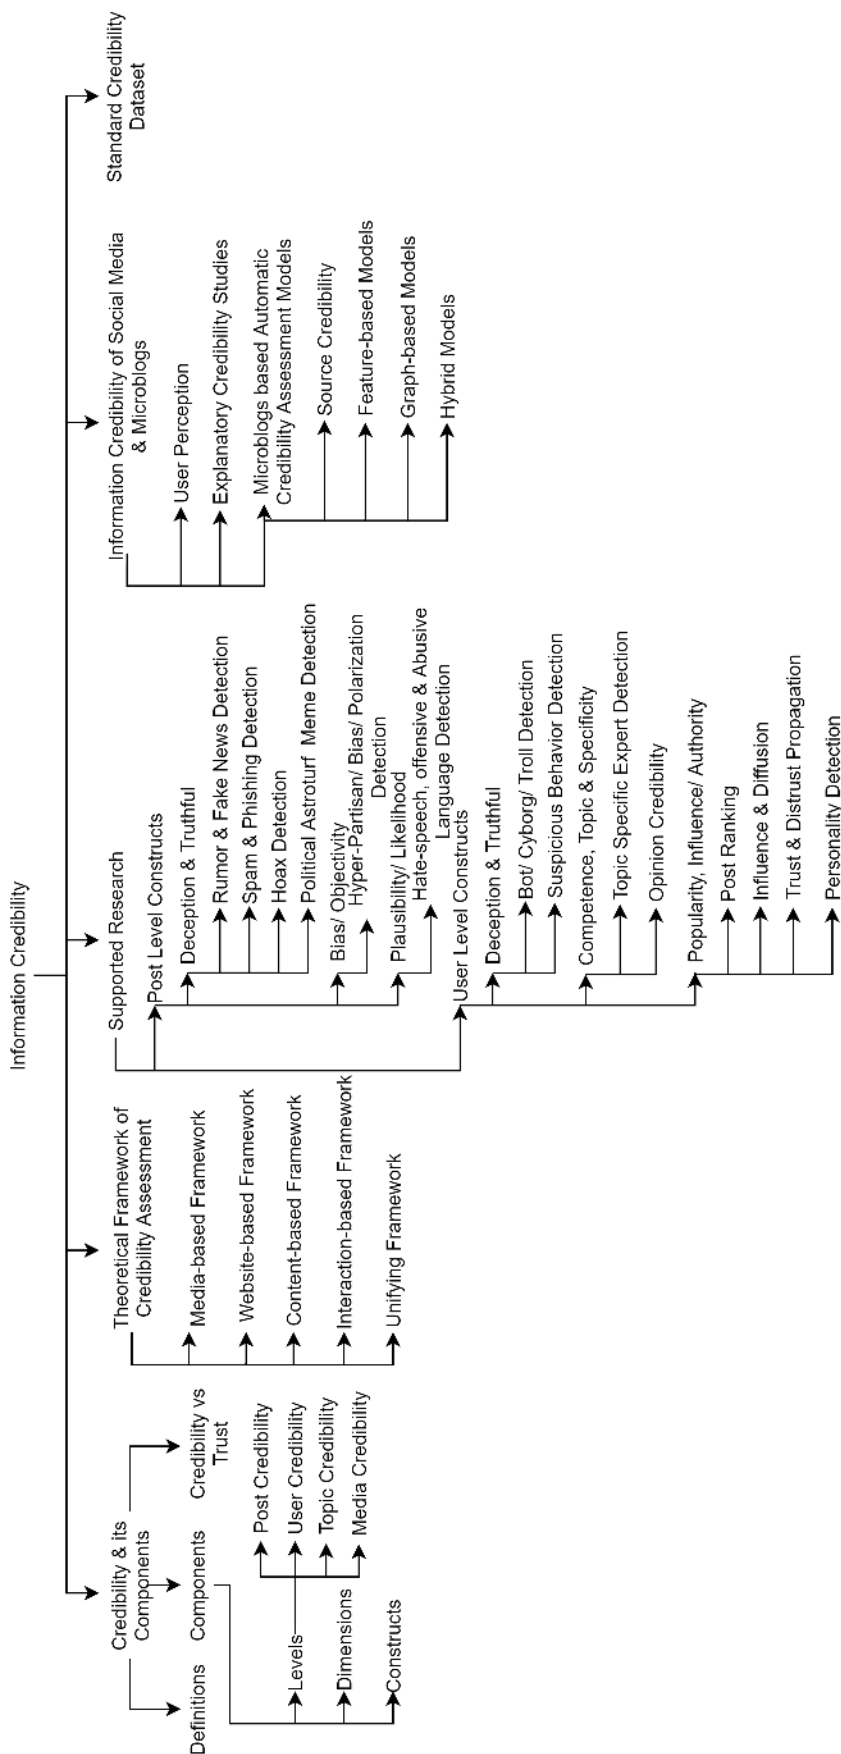 Information Credibility
Credibility & its
Components
Definitions
Components
Levels
Post Credibility
User Credibility
Topic Credibility
Media Credibility
Dimensions
Constructs
Credibility vs
Trust
Theoretical Framework of
Credibility Assessment
Media-based Framework
Website-based Framework
Content-based Framework
Interaction-based Framework
Unifying Framework
Supported Research
Post Level Constructs
Deception & Truthful
Rumor & Fake News Detection
Spam & Phishing Detection
Hoax Detection
Political Astroturf Meme Detection
Bias/ Objectivity
Hyper-Partisan/ Bias/ Polarization
Detection
Plausibility/ Likelihood
Hate-speech, offensive & Abusive
Language Detection
User Level Constructs
Deception & Truthful
Bot/ Cyborg/ Troll Detection
Suspicious Behavior Detection
Competence, Topic & Specificity
Topic Specific Expert Detection
Opinion Credibility
Popularity, Influence/ Authority
Post Ranking
Influence & Diffusion
Trust & Distrust Propagation
Personality Detection
Information Credibility of Social Media
& Microblogs
User Perception
Explanatory Credibility Studies
Microblogs based Automatic
Credibility Assessment Models
Source Credibility
Feature-based Models
Graph-based Models
Hybrid Models
Standard Credibility
Dataset